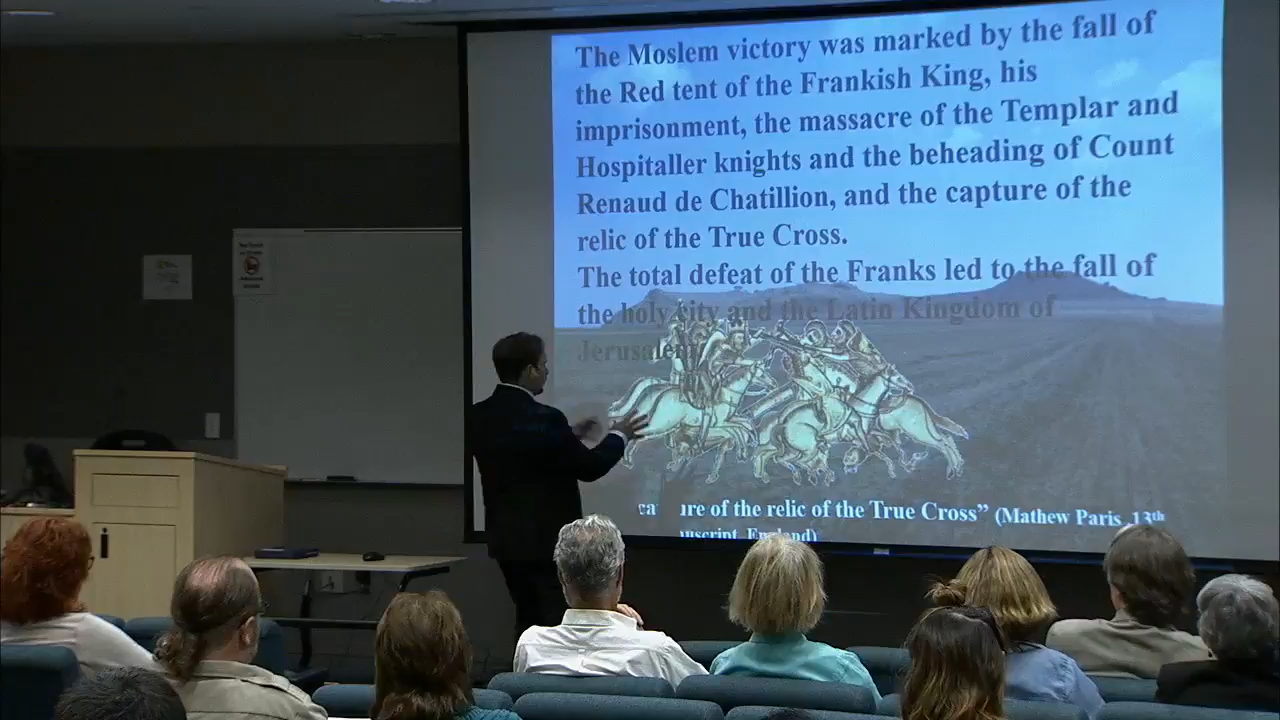 The Moslem victory was marked by the fall of
the Red tent of the Frankish King, his
imprisonment, the massacre of the Templar and
Hospitaller knights and the beheading of Count
Renaud de Chatillion, and the capture of the
relic of the True Cross.
The total defeat of the Franks led to the fall of
the holy city and the Latin Kingdom of
Jerusalem
of the relic of the True Cross” (Mathew Paris, 13th
England)